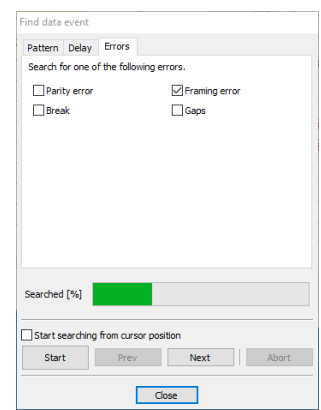 Find data event
Pattern Delay Errors
Search for one of the following errors.
Parity error Framing error
Break Gaps
Searched [%]
Start searching from cursor position
Start Prev Next Abort
Close